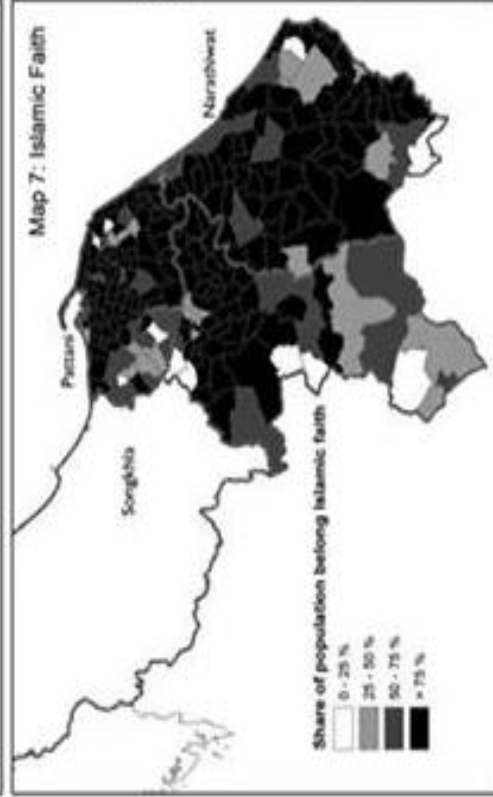 Map 7: Islamic Faith
Narathiwat
Pattani
Songkhla
Share of population belong Islamic faith
0 - 25 %
25 - 50 %
50 - 75 %
> 75 %